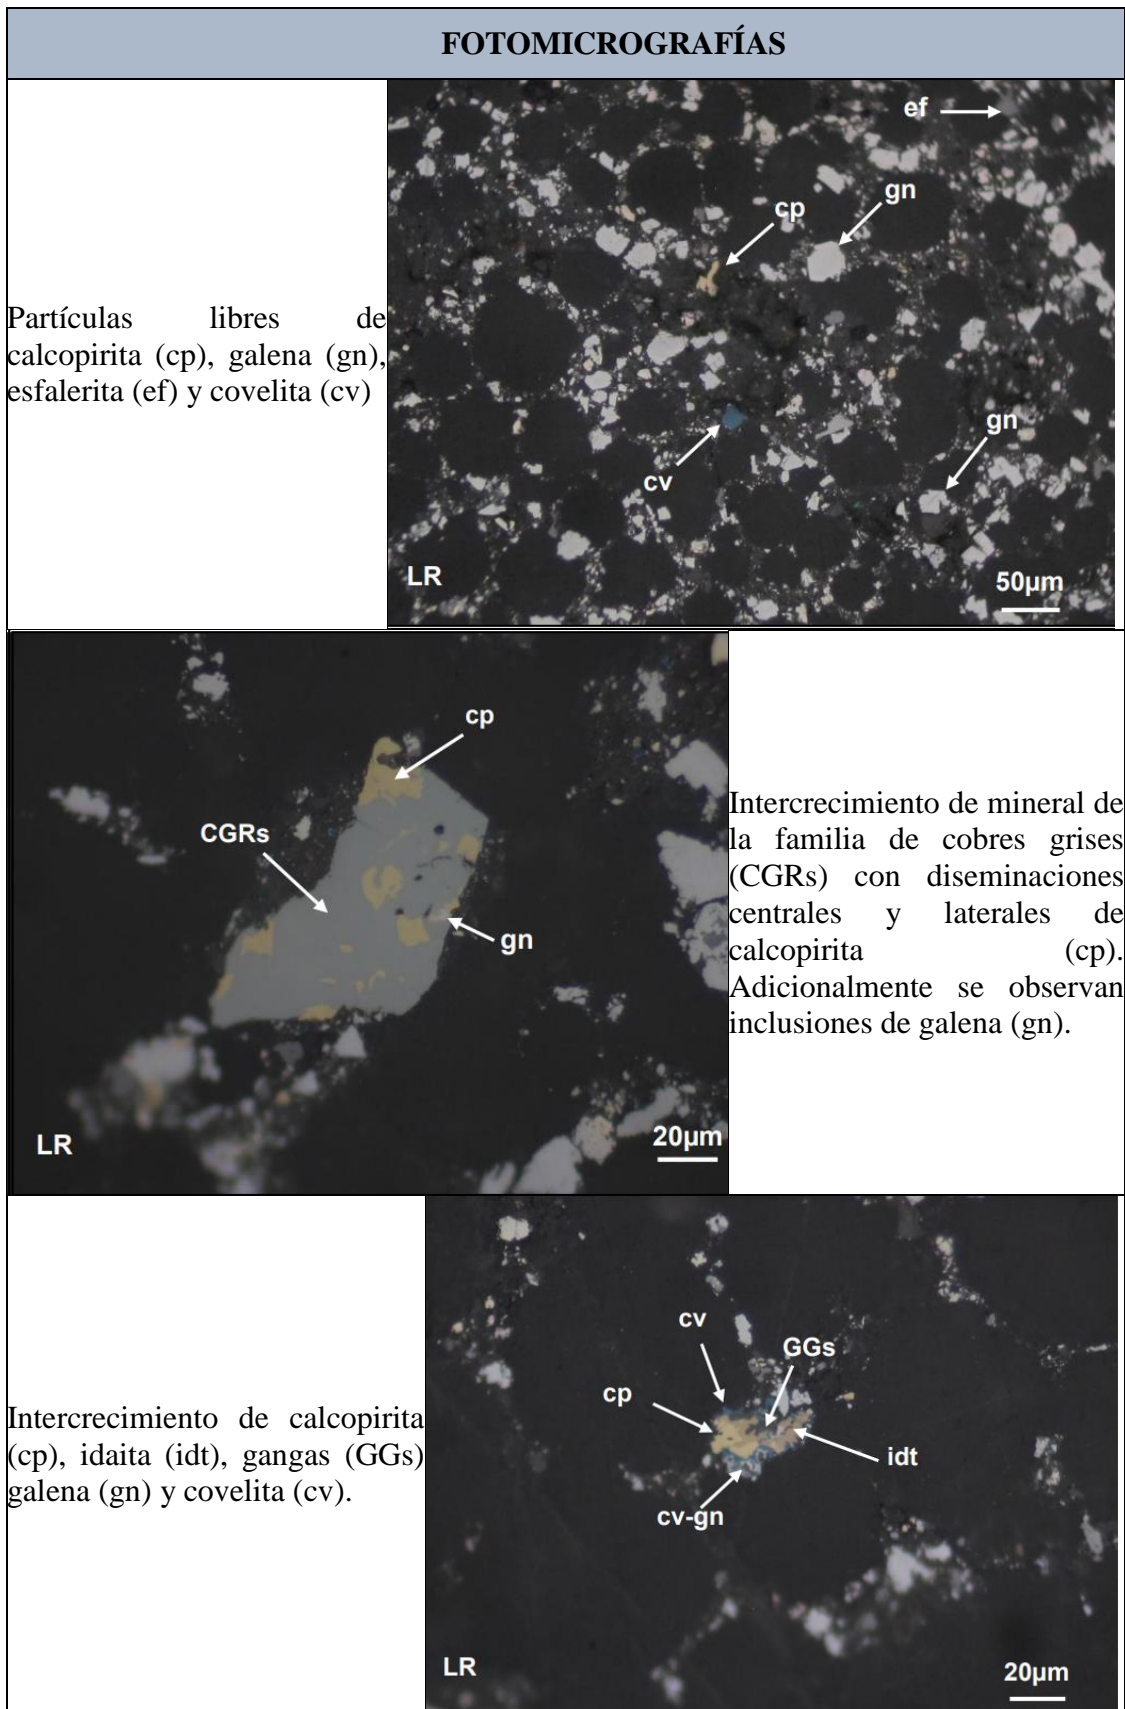 FOTOMICROGRAFÍAS
Partículas libres de
calcopirita (cp), galena (gn),
esfalerita (ef) y covelita (cv)
ef
gn
cp
gn
cv
LR
50µm
cp
CGRs
gn
LR
20µm
Intercrecimiento de mineral de
la familia de cobres grises
(CGRs) con diseminaciones
centrales y laterales de
calcopirita (cp).
Adicionalmente se observan
inclusiones de galena (gn).
Intercrecimiento de calcopirita
(cp), idaita (idt), gangas (GGs)
galena (gn) y covelita (cv).
cv
GGs
cp
idt
cv-gn
LR
20µm